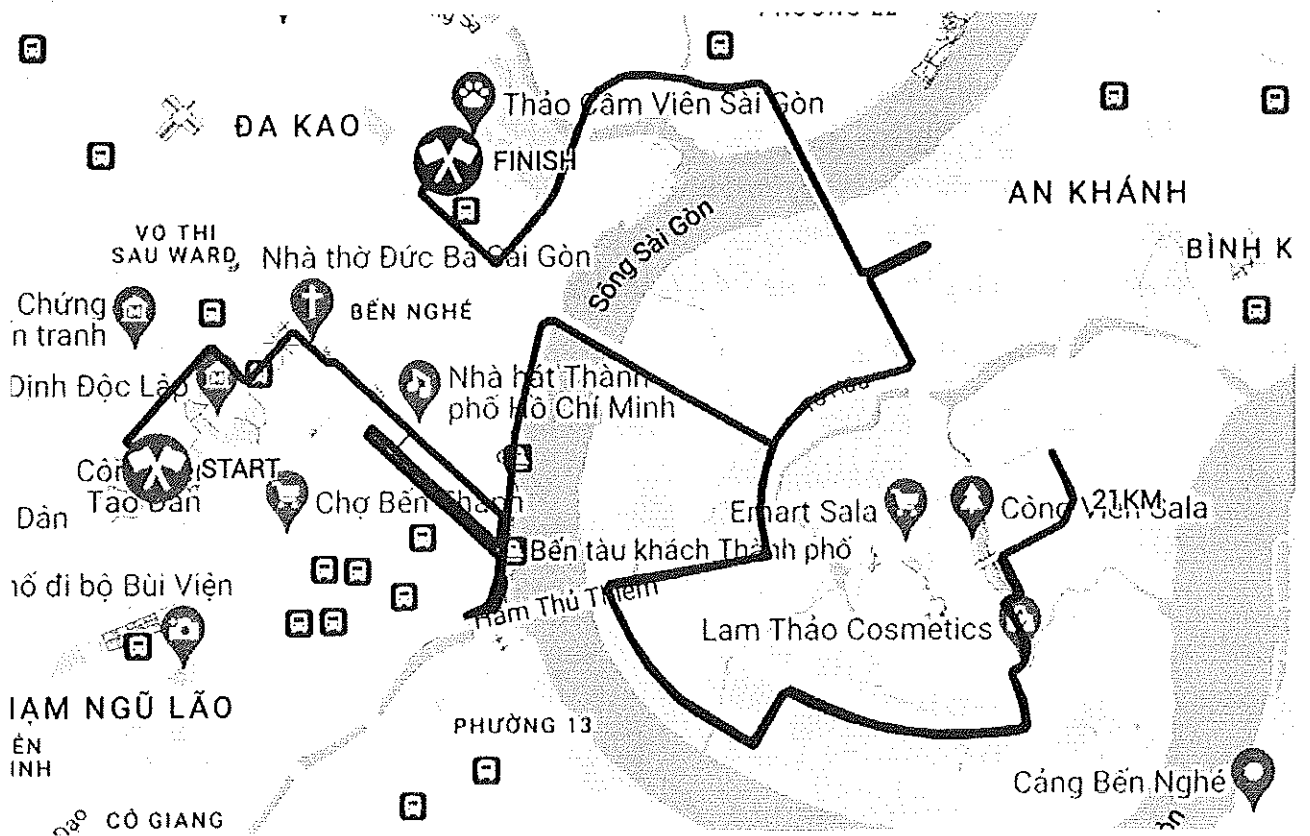 Thảo Cầm Viên Sài Gòn
ĐA KAO
FINISH
AN KHÁNH
VO THI
SAU WARD
Sông Sài Gòn
BÌNH K
Nhà thờ Đức Bà Sài Gòn
Chứng
n tranh
BẾN NGHÉ
Dinh Độc Lập
Nhà hát Thành
phố Hồ Chí Minh
START
Tao Đàn
Dân
Chợ Bến Thành
Emart Sala
Công Viên Sala
21KM
Bến tàu khách Thành phố
hố đi bộ Bùi Viện
Hầm Thủ Thiêm
Lam Thảo Cosmetics
HẠM NGŨ LÃO
PHƯỜNG 13
Cảng Bến Nghé
CÔ GIANG